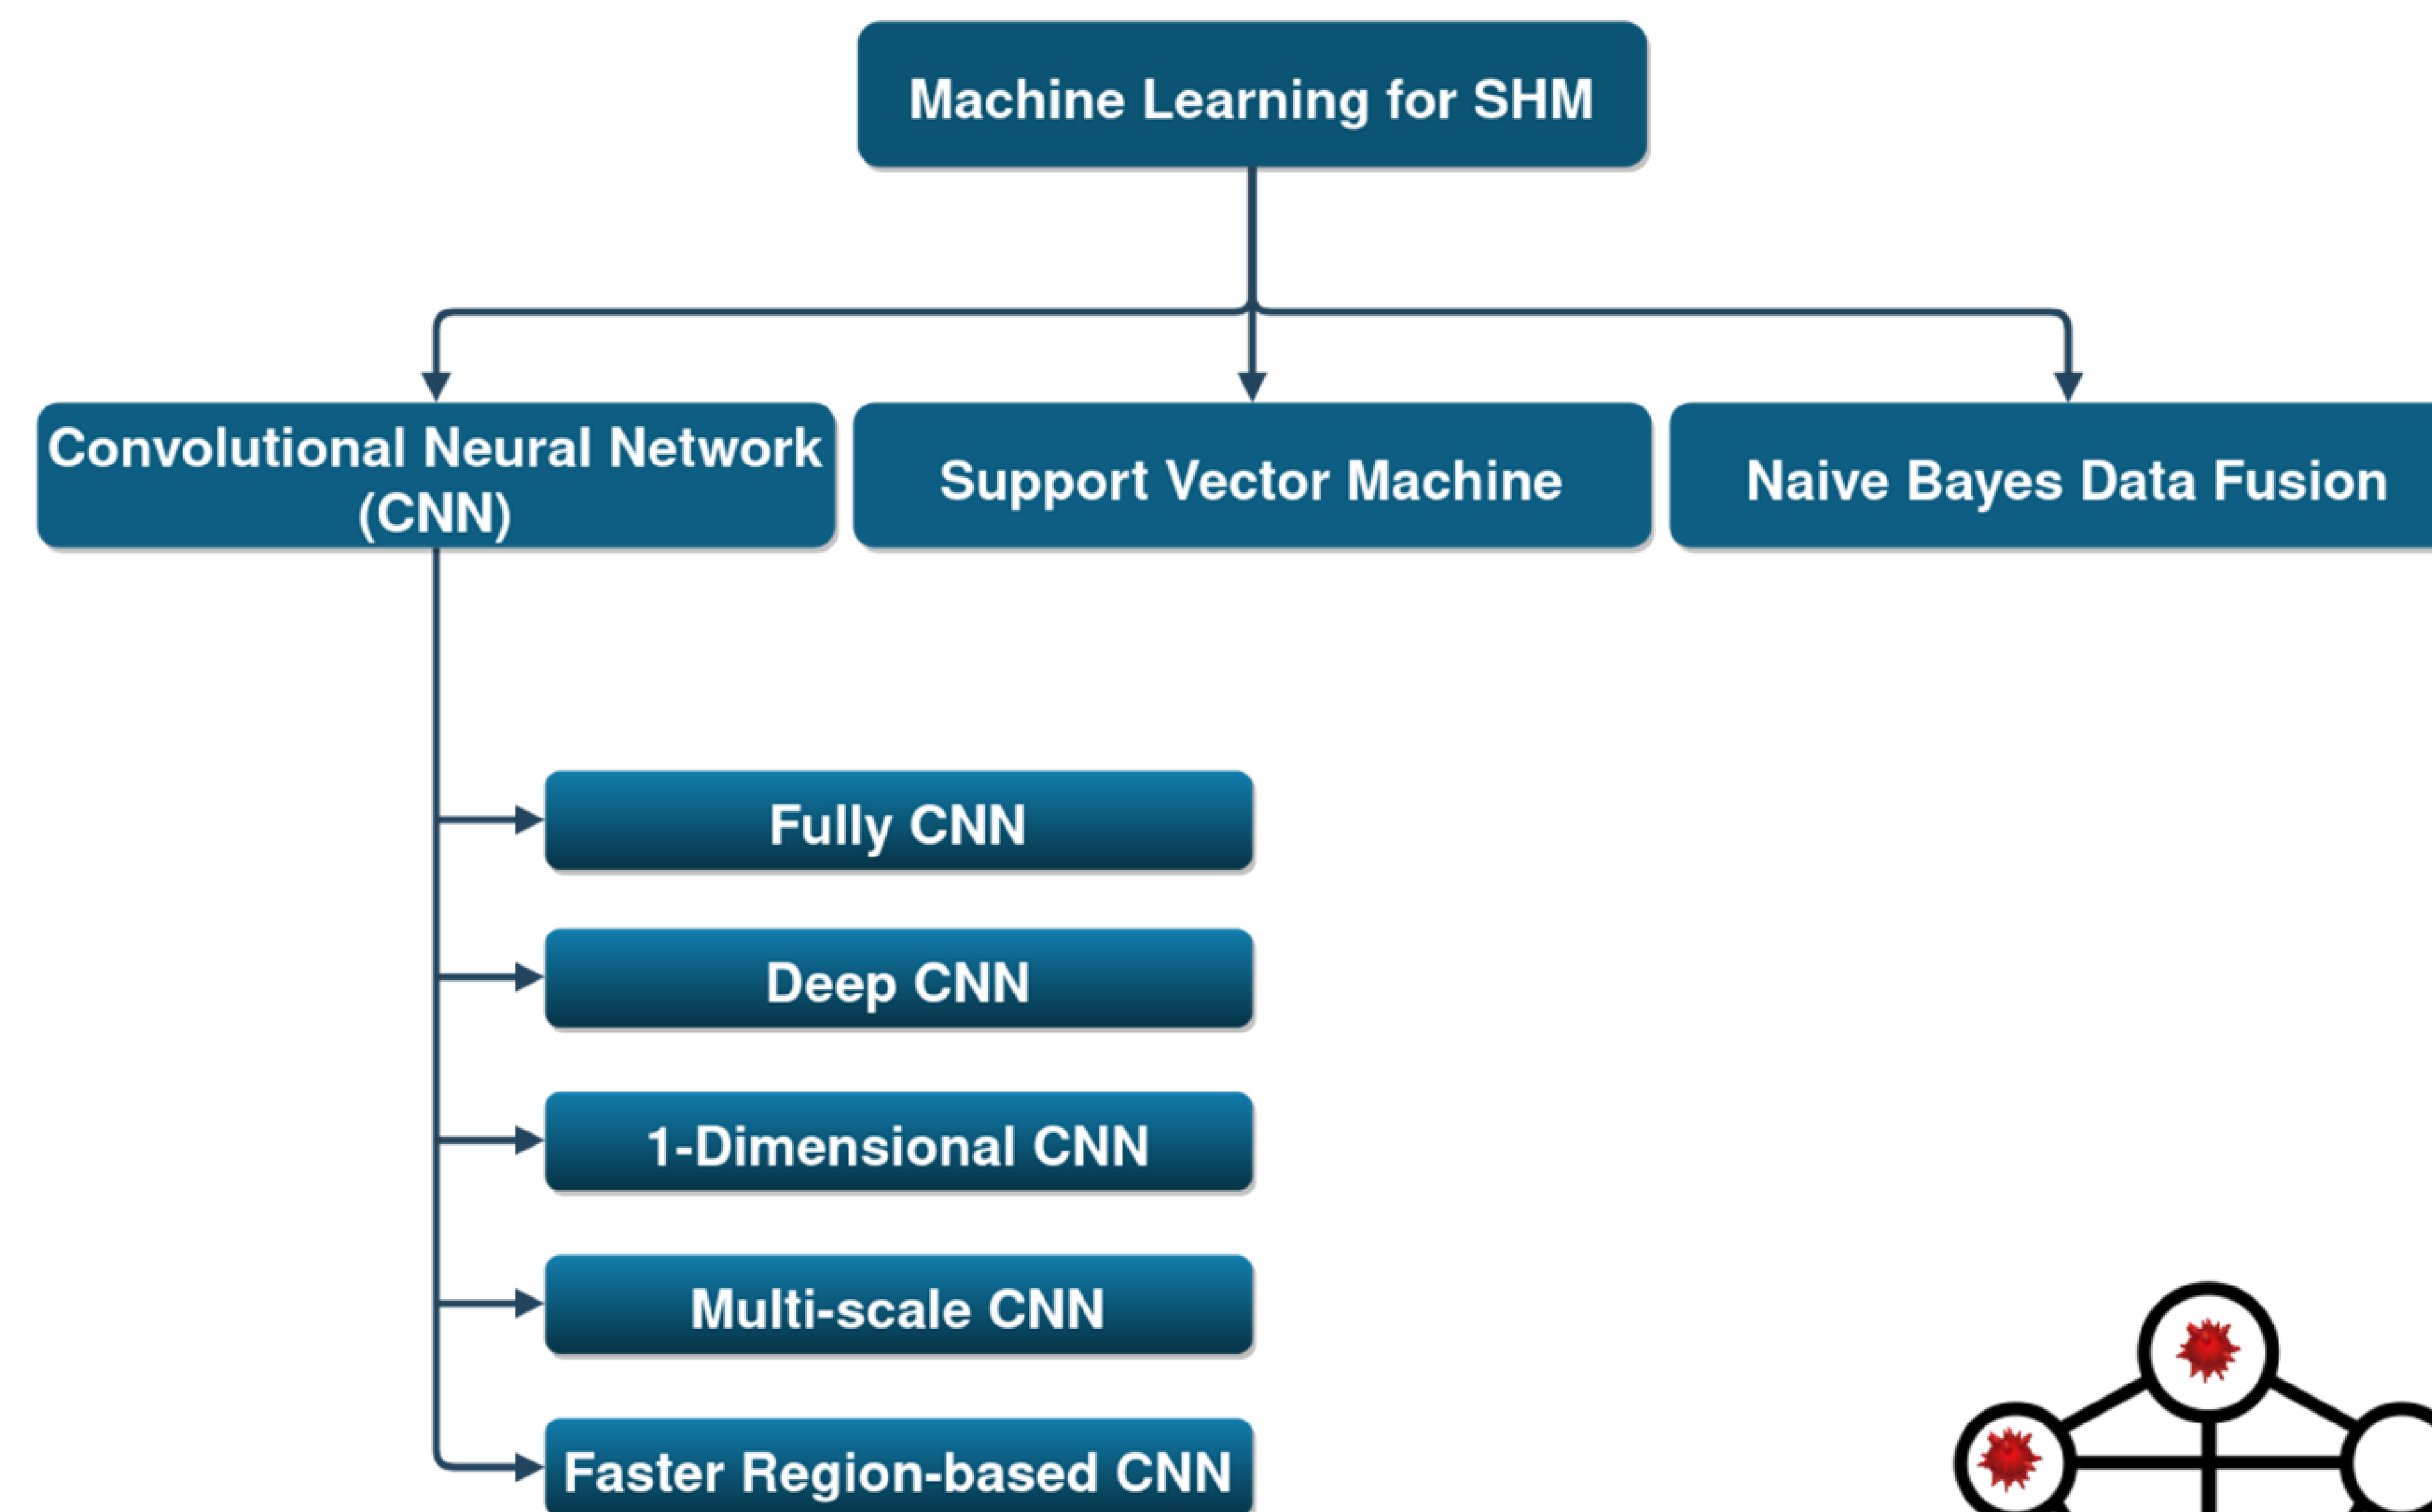 Machine Learning for SHM
Convolutional Neural Network
(CNN)
Support Vector Machine
Naive Bayes Data Fusion
Fully CNN
Deep CNN
1-Dimensional CNN
Multi-scale CNN
Faster Region-based CNN